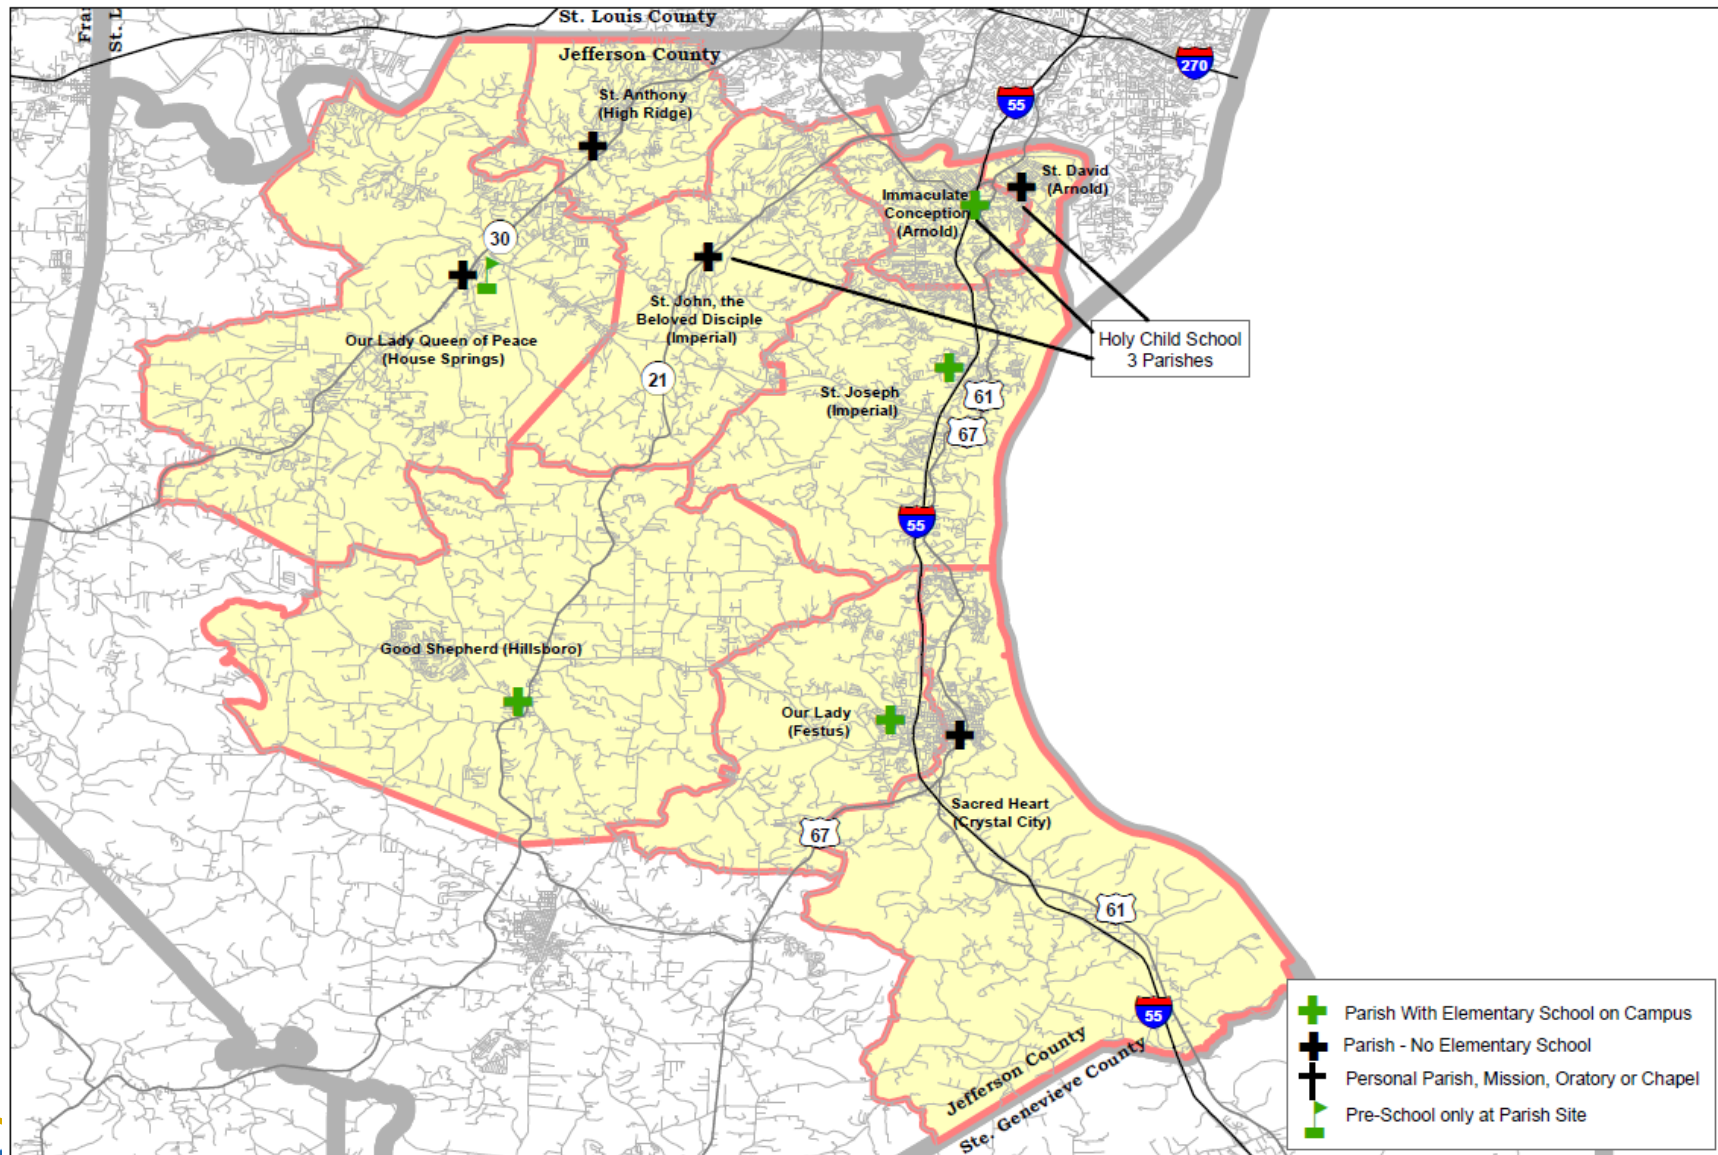 Fra
St. L
St. Louis County
Jefferson County
270
55
St. Anthony
(High Ridge)
St. David
(Arnold)
Immaculate
Conception
(Arnold)
30
St. John, the
Beloved Disciple
(Imperial)
Our Lady Queen of Peace
(House Springs)
Holy Child School
3 Parishes
21
St. Joseph
(Imperial)
61
67
55
Good Shepherd (Hillsboro)
Our Lady
(Festus)
Sacred Heart
(Crystal City)
67
61
55
Jefferson County
Ste. Genevieve County
Parish With Elementary School on Campus
Parish - No Elementary School
Personal Parish, Mission, Oratory or Chapel
Pre-School only at Parish Site